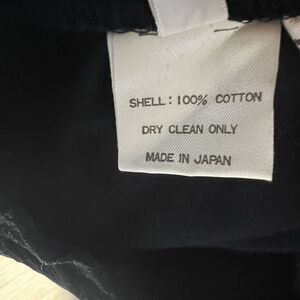 SHELL: 100% COTTON
DRY CLEAN ONLY
MADE IN JAPAN